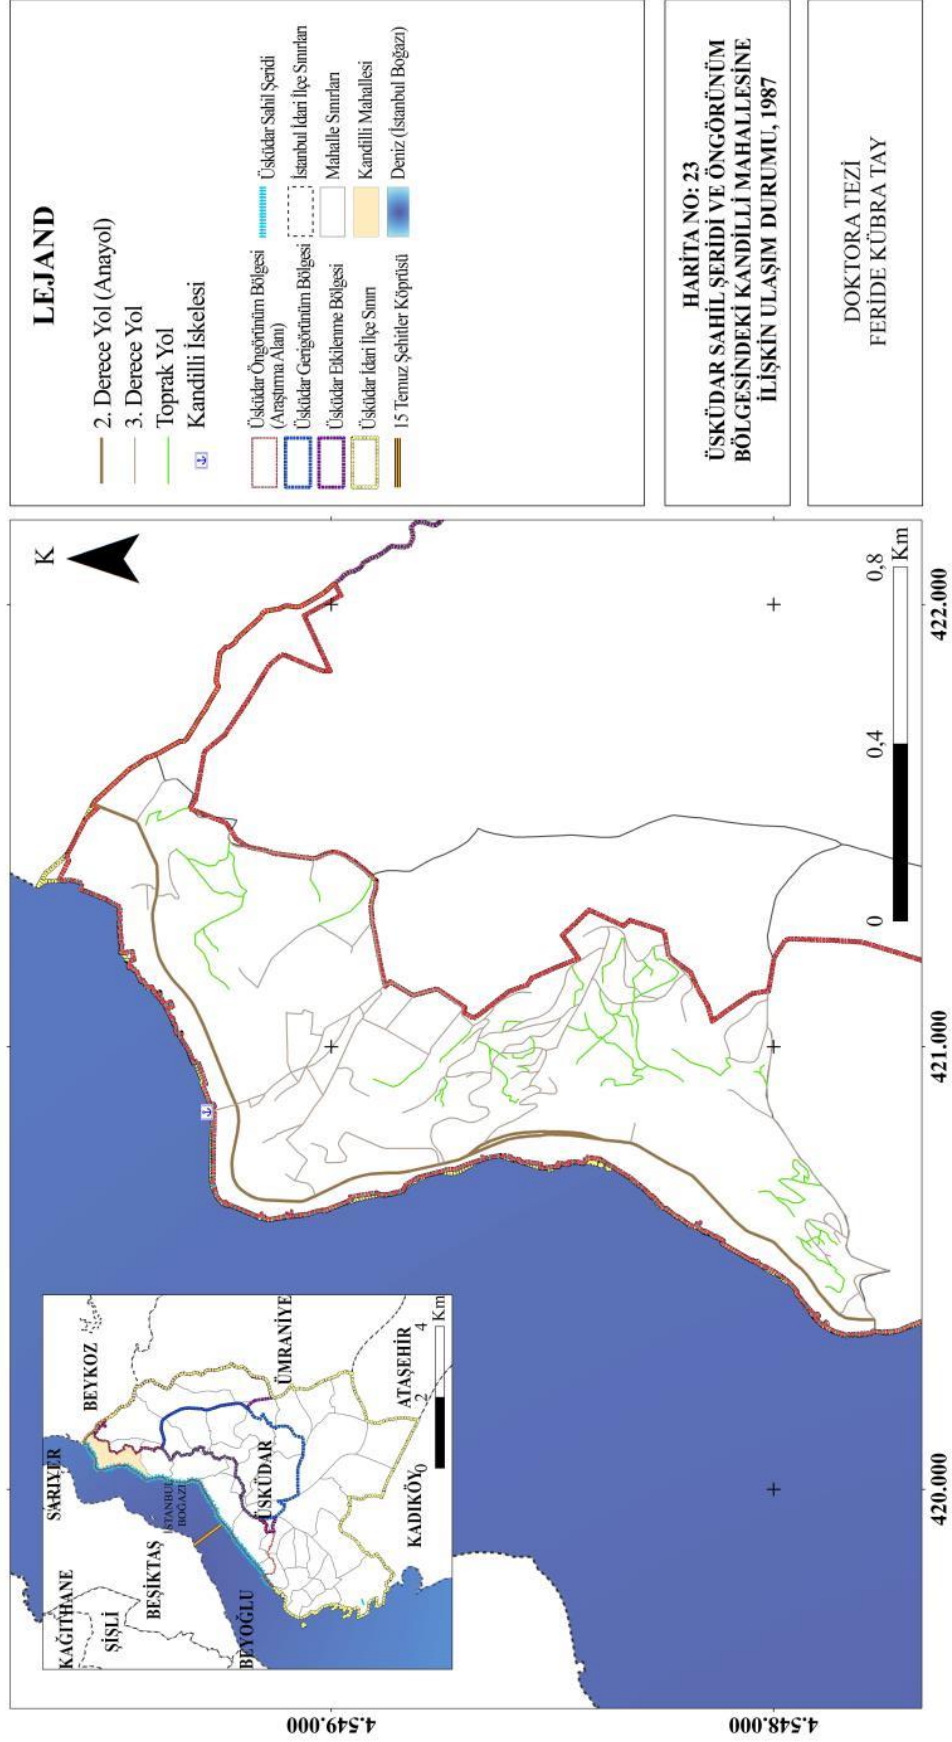 SARIYER
KAĞITHANE
BEYKOZ
ŞİŞLİ
BEŞİKTAŞ
İSTANBUL
BOĞAZI
BEYOĞLU
ÜSKÜDAR
ÜMRANİYE
KADIKÖY
ATAŞEHİR
0 2 4
Km
K
4.549.000
4.548.000
420.000
421.000
422.000
0 0,4 0,8
Km
LEJAND
2. Derece Yol (Anayol)
3. Derece Yol
Toprak Yol
Kandilli İskelesi
Üsküdar Öngörünüm Bölgesi
(Araştırma Alanı)
Üsküdar Gerigörünüm Bölgesi
Üsküdar Etkilenme Bölgesi
Üsküdar İdari İlçe Sınırı
15 Temuz Şehitler Köprüsü
Üsküdar Sahil Şeridi
İstanbul İdari İlçe Sınırları
Mahalle Sınırları
Kandilli Mahallesi
Deniz (İstanbul Boğazı)
HARİTA NO: 23
ÜSKÜDAR SAHİL ŞERİDİ VE ÖNGÖRÜNÜM
BÖLGESİNDEKİ KANDİLLİ MAHALLESİNE
İLİŞKİN ULAŞIM DURUMU, 1987
DOKTORA TEZİ
FERİDE KÜBRA TAY